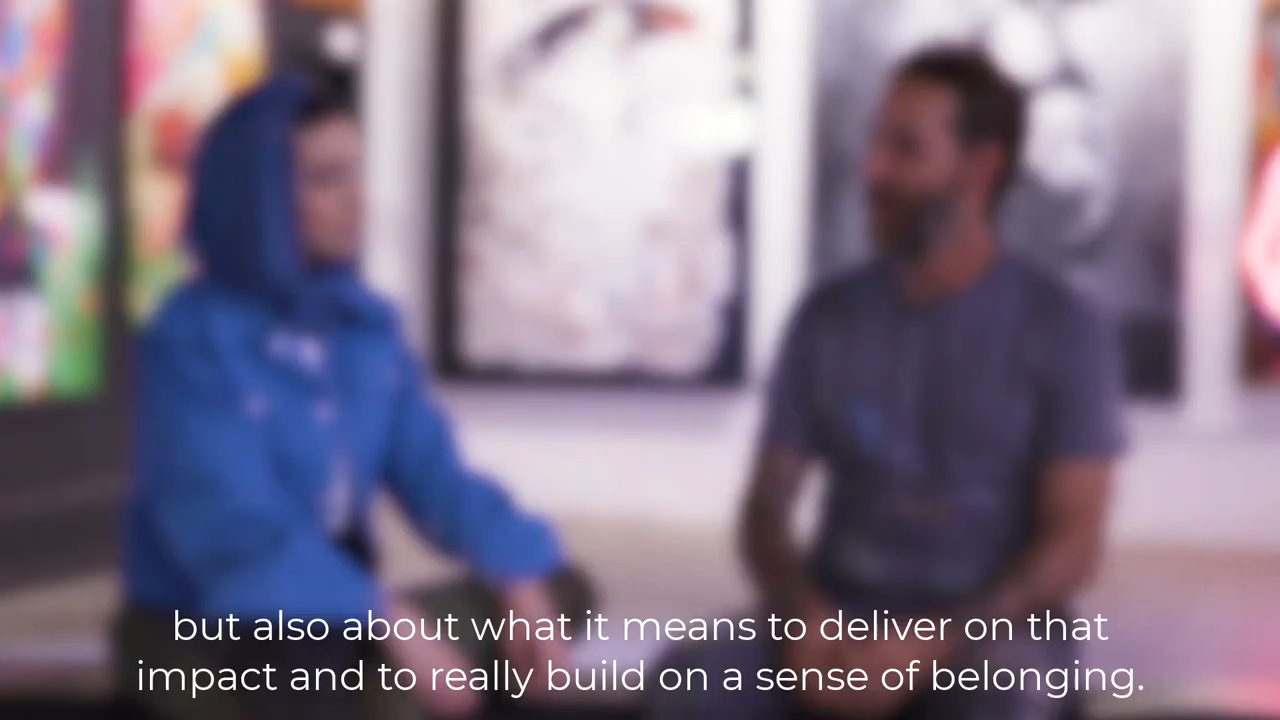 but also about what it means to deliver on that
impact and to really build on a sense of belonging.